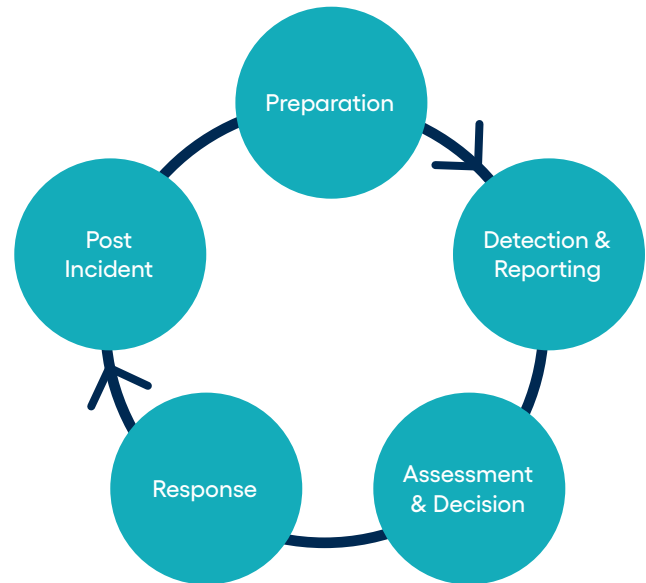 Preparation
Detection &
Reporting
Assessment
& Decision
Response
Post
Incident